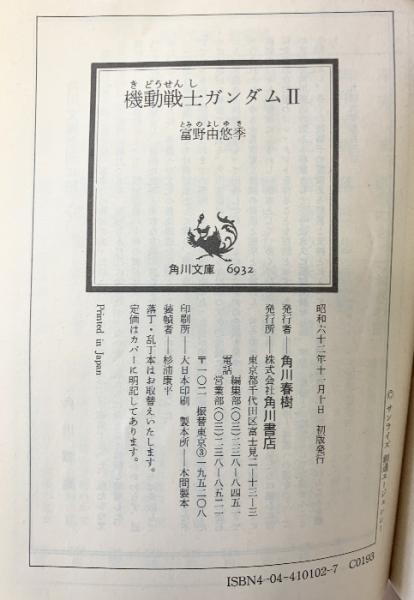 きどうせんし
機動戦士ガンダムII
とみのよしゆき
富野由悠季
角川文庫 6932
昭和六十二年十一月十日 初版発行
発行者──角川春樹
発行所──株式会社角川書店
東京都千代田区富士見二─十三─三
電話 編集部(〇三)二三八─八四五一
営業部(〇三)二三八─八五二一
〒一〇二 振替東京③一九五二〇八
印刷所──大日本印刷 製本所──本間製本
装幀者──杉浦康平
落丁・乱丁本はお取替えいたします。
定価はカバーに明記してあります。
Printed in Japan
© サンライズ 創通エージェンシー
ISBN4-04-410102-7 C0193